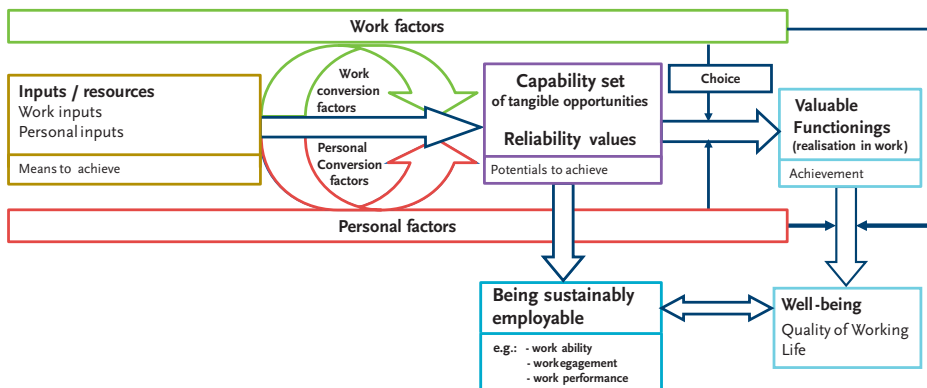 Work factors
Inputs / resources
Work inputs
Personal inputs
Means to achieve
Work
conversion
factors
Personal
Conversion
factors
Capability set
of tangible opportunities
Reliability values
Potentials to achieve
Choice
Valuable
Functionings
(realisation in work)
Achievement
Personal factors
Being sustainably
employable
e.g.: - work ability
- workegagement
- work performance
Well-being
Quality of Working
Life